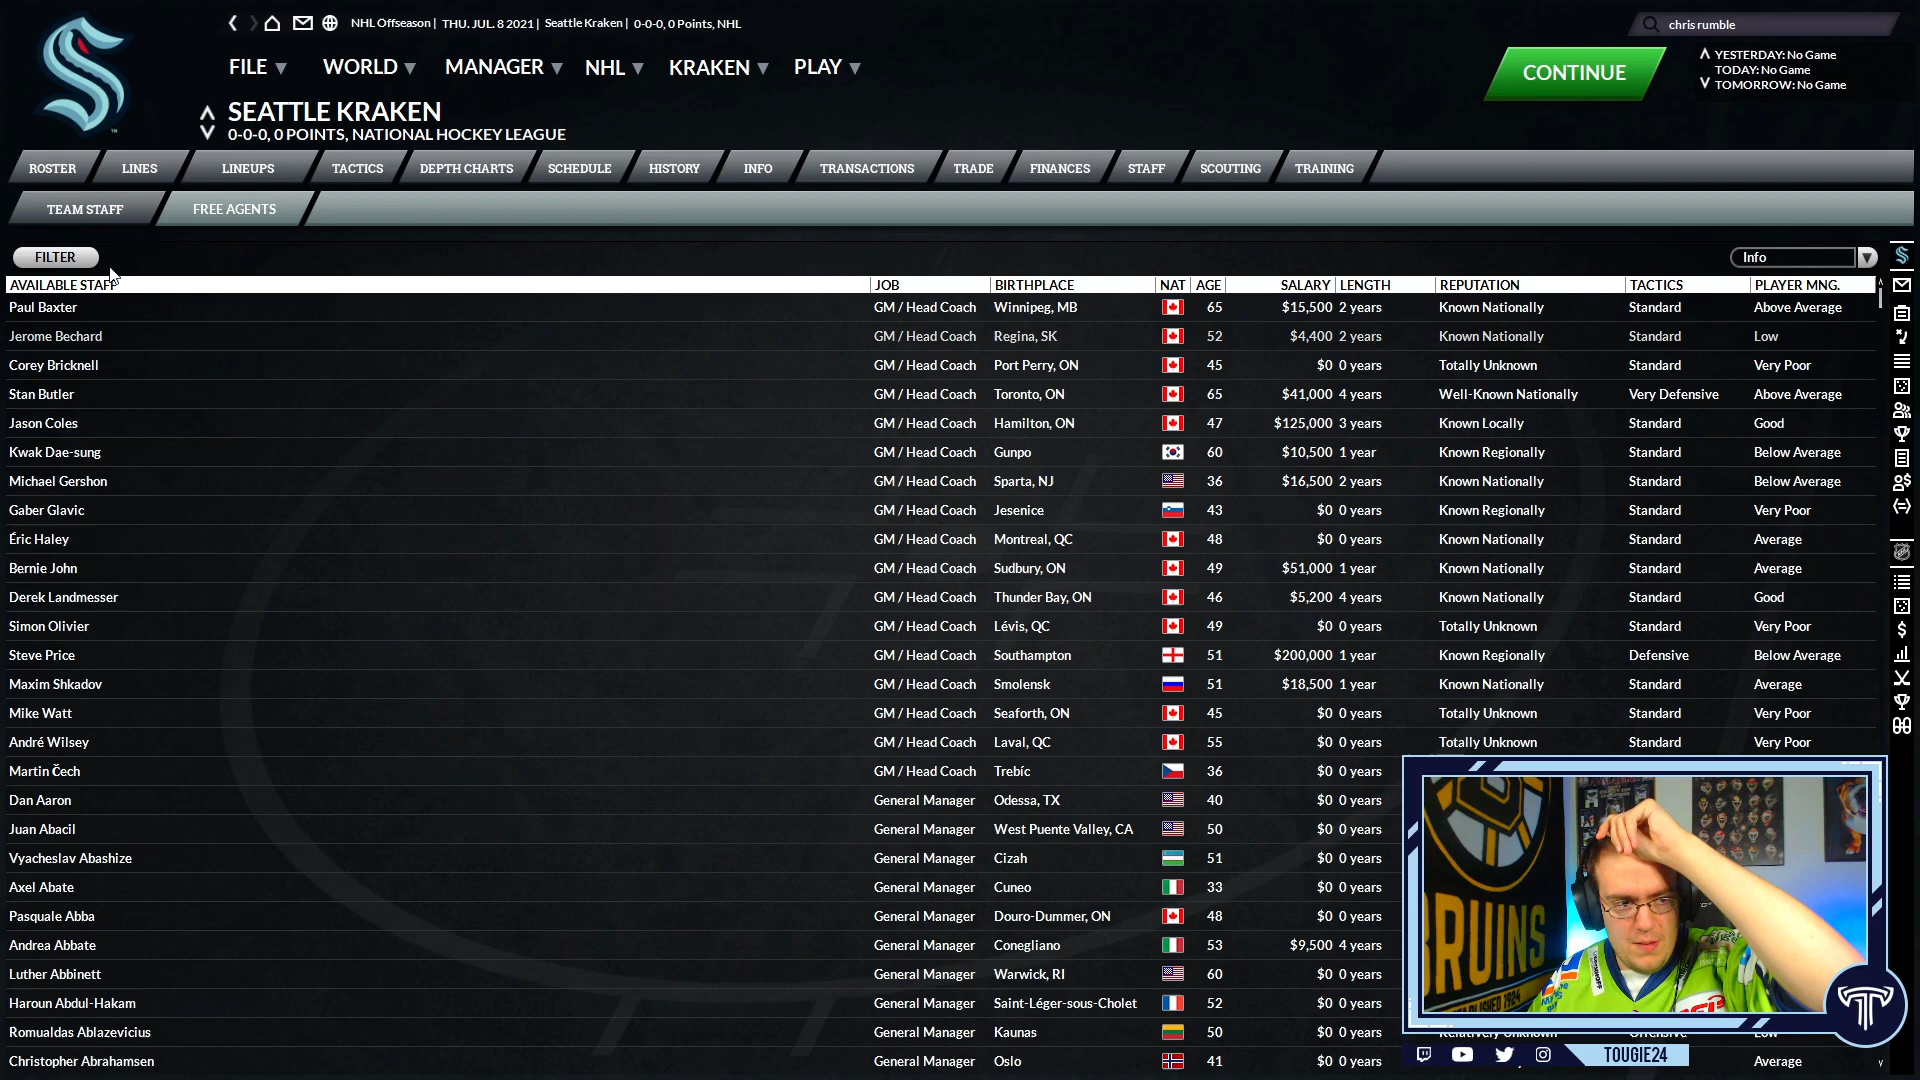 NHL Offseason | THU. JUL. 8 2021 | Seattle Kraken | 0-0-0, 0 Points, NHL
chris rumble
FILE WORLD MANAGER NHL KRAKEN PLAY
CONTINUE
YESTERDAY: No Game
TODAY: No Game
TOMORROW: No Game
SEATTLE KRAKEN
0-0-0, 0 POINTS, NATIONAL HOCKEY LEAGUE
ROSTER LINES LINEUPS TACTICS DEPTH CHARTS SCHEDULE HISTORY INFO TRANSACTIONS TRADE FINANCES STAFF SCOUTING TRAINING
TEAM STAFF FREE AGENTS
FILTER Info
AVAILABLE STAFF JOB BIRTHPLACE NAT AGE SALARY LENGTH REPUTATION TACTICS PLAYER MNG.
Paul Baxter GM / Head Coach Winnipeg, MB 65 $15,500 2 years Known Nationally Standard Above Average
Jerome Bechard GM / Head Coach Regina, SK 52 $4,400 2 years Known Nationally Standard Low
Corey Bricknell GM / Head Coach Port Perry, ON 45 $0 0 years Totally Unknown Standard Very Poor
Stan Butler GM / Head Coach Toronto, ON 65 $41,000 4 years Well-Known Nationally Very Defensive Above Average
Jason Coles GM / Head Coach Hamilton, ON 47 $125,000 3 years Known Locally Standard Good
Kwak Dae-sung GM / Head Coach Gunpo 60 $10,500 1 year Known Regionally Standard Below Average
Michael Gershon GM / Head Coach Sparta, NJ 36 $16,500 2 years Known Nationally Standard Below Average
Gaber Glavic GM / Head Coach Jesenice 43 $0 0 years Known Regionally Standard Very Poor
Éric Haley GM / Head Coach Montreal, QC 48 $0 0 years Known Nationally Standard Average
Bernie John GM / Head Coach Sudbury, ON 49 $51,000 1 year Known Nationally Standard Average
Derek Landmesser GM / Head Coach Thunder Bay, ON 46 $5,200 4 years Known Nationally Standard Good
Simon Olivier GM / Head Coach Lévis, QC 49 $0 0 years Totally Unknown Standard Very Poor
Steve Price GM / Head Coach Southampton 51 $200,000 1 year Known Regionally Defensive Below Average
Maxim Shkadov GM / Head Coach Smolensk 51 $18,500 1 year Known Nationally Standard Average
Mike Watt GM / Head Coach Seaforth, ON 45 $0 0 years Totally Unknown Standard Very Poor
André Wilsey GM / Head Coach Laval, QC 55 $0 0 years Totally Unknown Standard Very Poor
Martin Čech GM / Head Coach Trebíc 36 $0 0 years
Dan Aaron General Manager Odessa, TX 40 $0 0 years
Juan Abacil General Manager West Puente Valley, CA 50 $0 0 years
Vyacheslav Abashize General Manager Cizah 51 $0 0 years
Axel Abate General Manager Cuneo 33 $0 0 years
Pasquale Abba General Manager Douro-Dummer, ON 48 $0 0 years
Andrea Abbate General Manager Conegliano 53 $9,500 4 years
Luther Abbinett General Manager Warwick, RI 60 $0 0 years
Haroun Abdul-Hakam General Manager Saint-Léger-sous-Cholet 52 $0 0 years
Romualdas Ablazevicius General Manager Kaunas 50 $0 0 years
Christopher Abrahamsen General Manager Oslo 41 $0 0 years Average
BRUINS
TOUGIE24